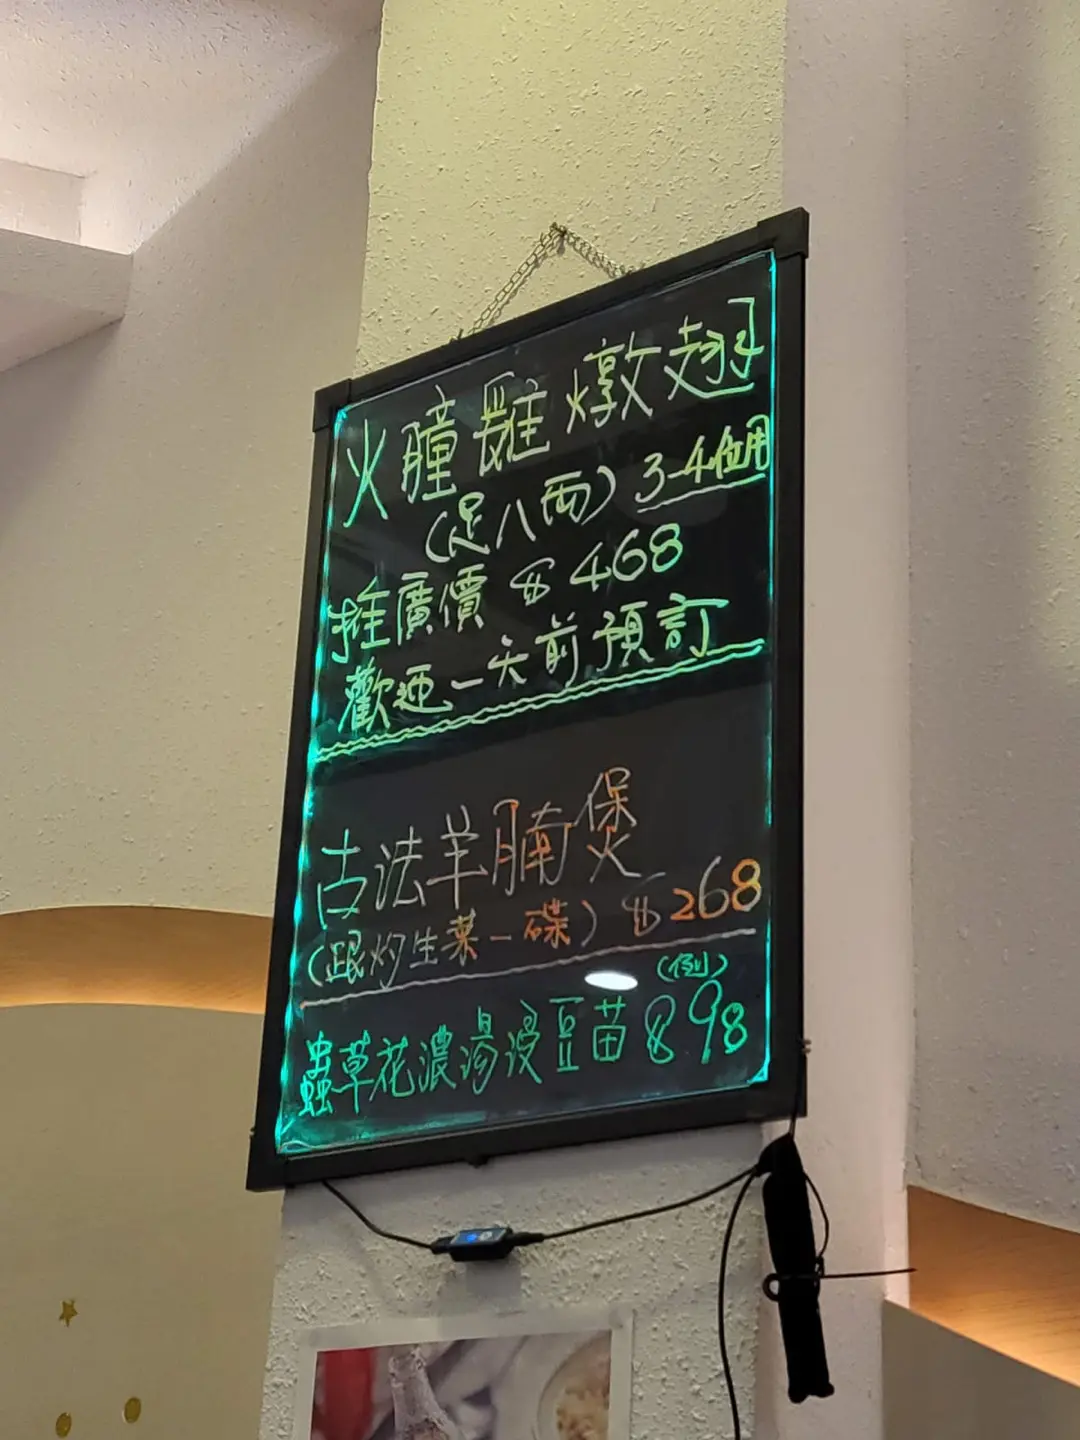 火瞳雞燉翅
(足八両) 3-4位用
推廣價 $468
歡迎一天前預訂
古法羊腩煲
(跟灼生菜一碟) $268
(例)
蟲草花濃湯浸豆苗 $98